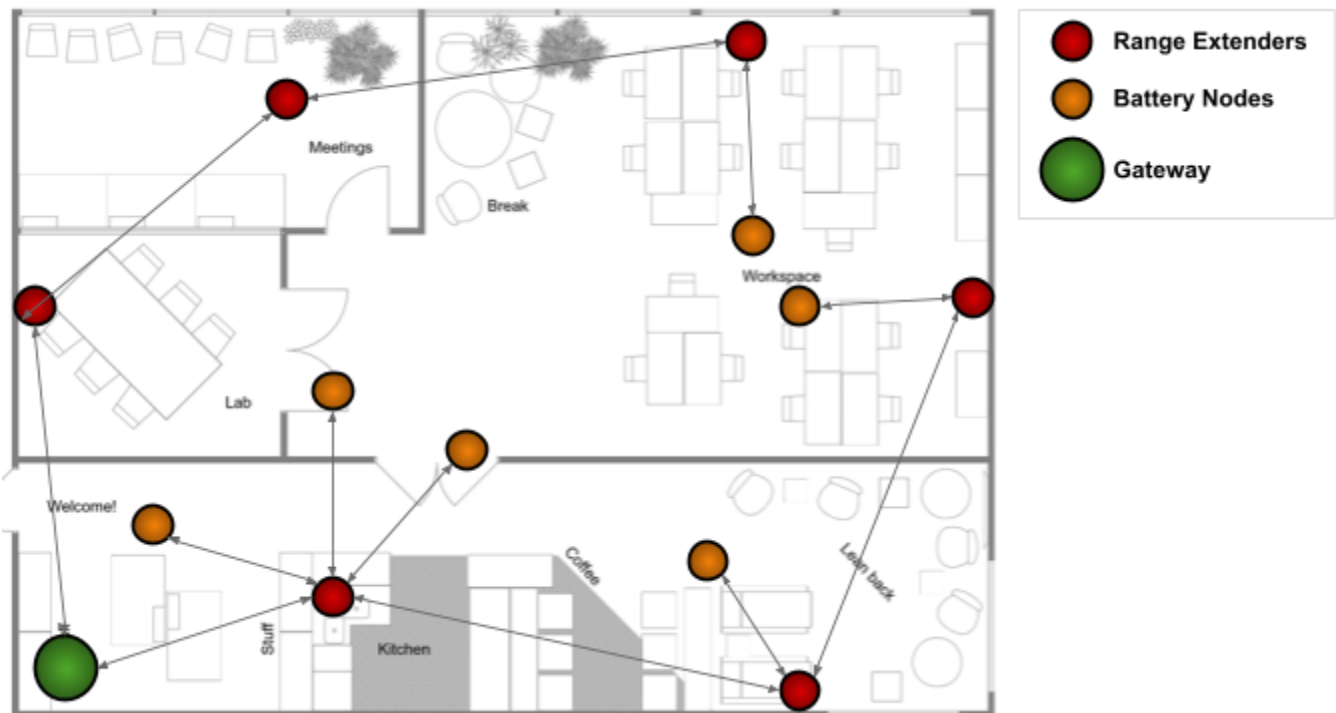 Range Extenders
Battery Nodes
Gateway
Meetings
Break
Workspace
Lab
Welcome!
Coffee
Lean back
Stuff
Kitchen